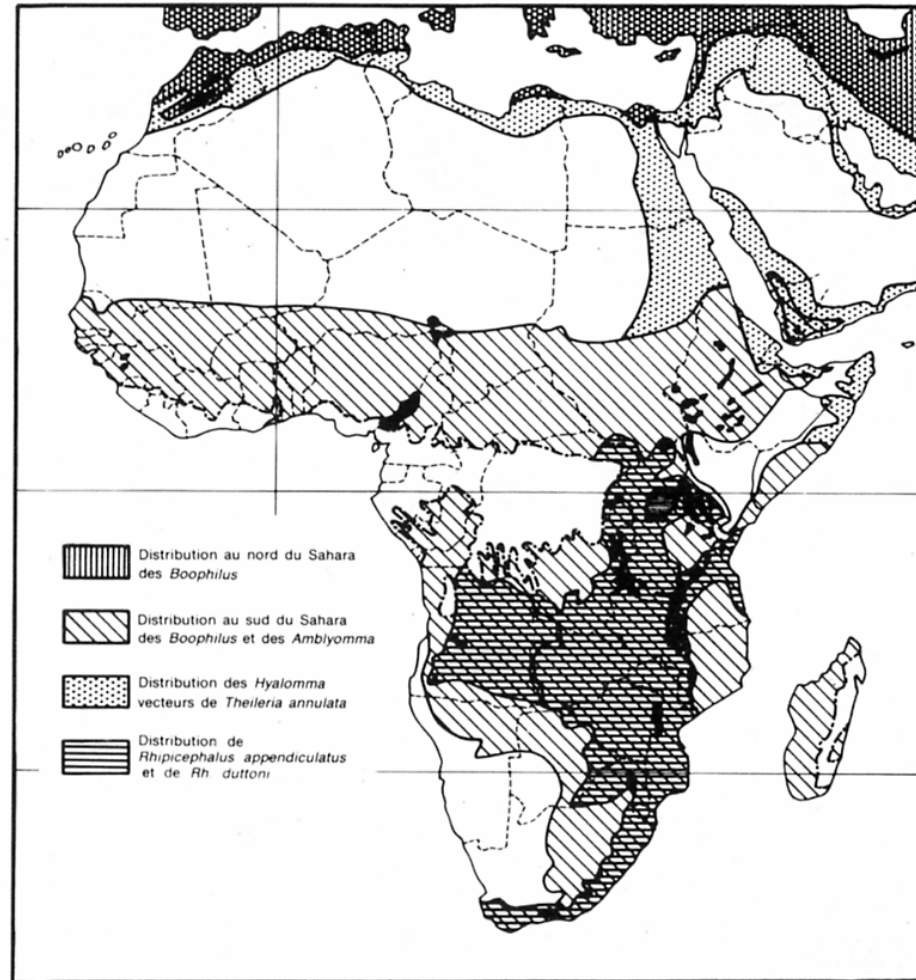 Distribution au nord du Sahara
des Boophilus
Distribution au sud du Sahara
des Boophilus et des Amblyomma
Distribution des Hyalomma
vecteurs de Theileria annulata
Distribution de
Rhipicephalus appendiculatus
et de Rh. duttoni